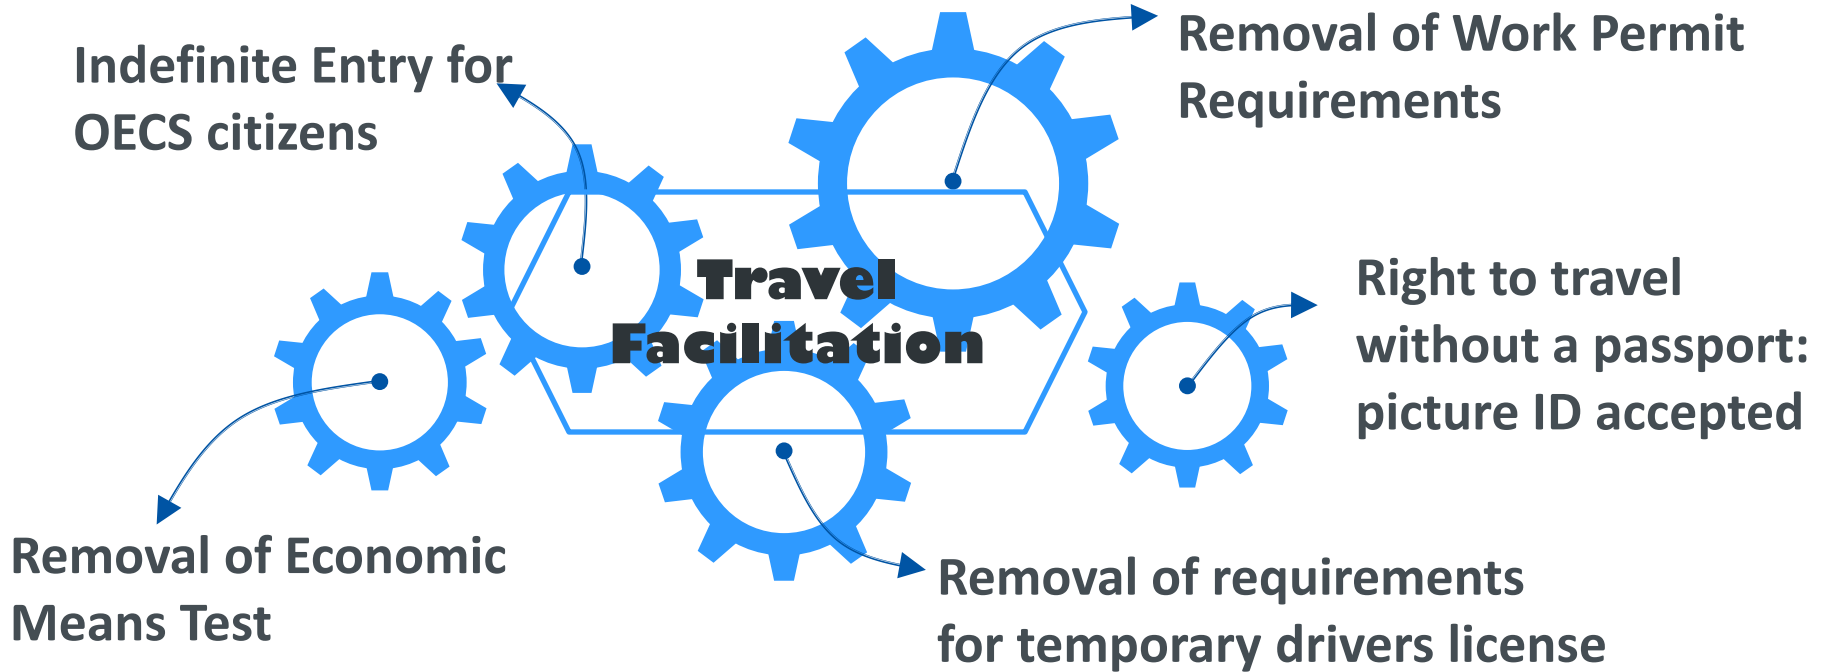 Indefinite Entry for
OECS citizens
Removal of Work Permit
Requirements
Travel
Facilitation
Right to travel
without a passport:
picture ID accepted
Removal of Economic
Means Test
Removal of requirements
for temporary drivers license